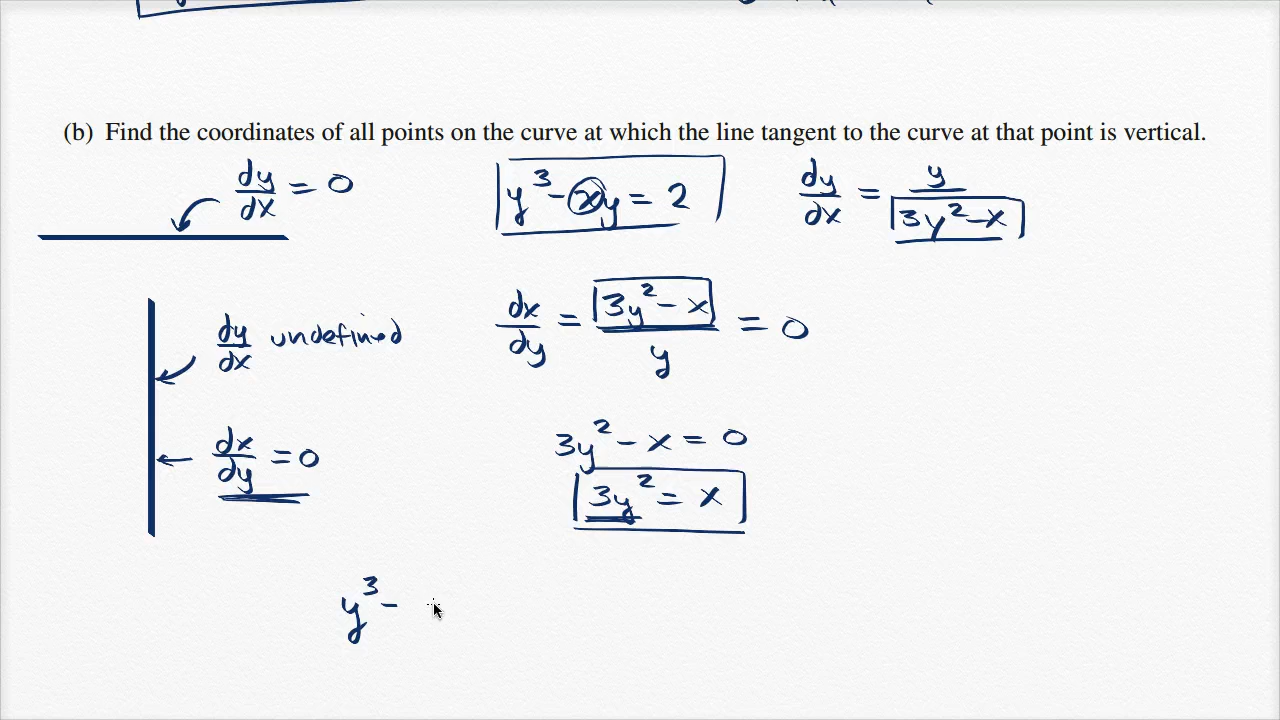 (b) Find the coordinates of all points on the curve at which the line tangent to the curve at that point is vertical.
dy/dx = 0
y³ - xy = 2
dy/dx = y/(3y² - x)
dx/dy = (3y² - x)/y = 0
dy/dx undefined
dx/dy = 0
3y² - x = 0
3y² = x
y³ -